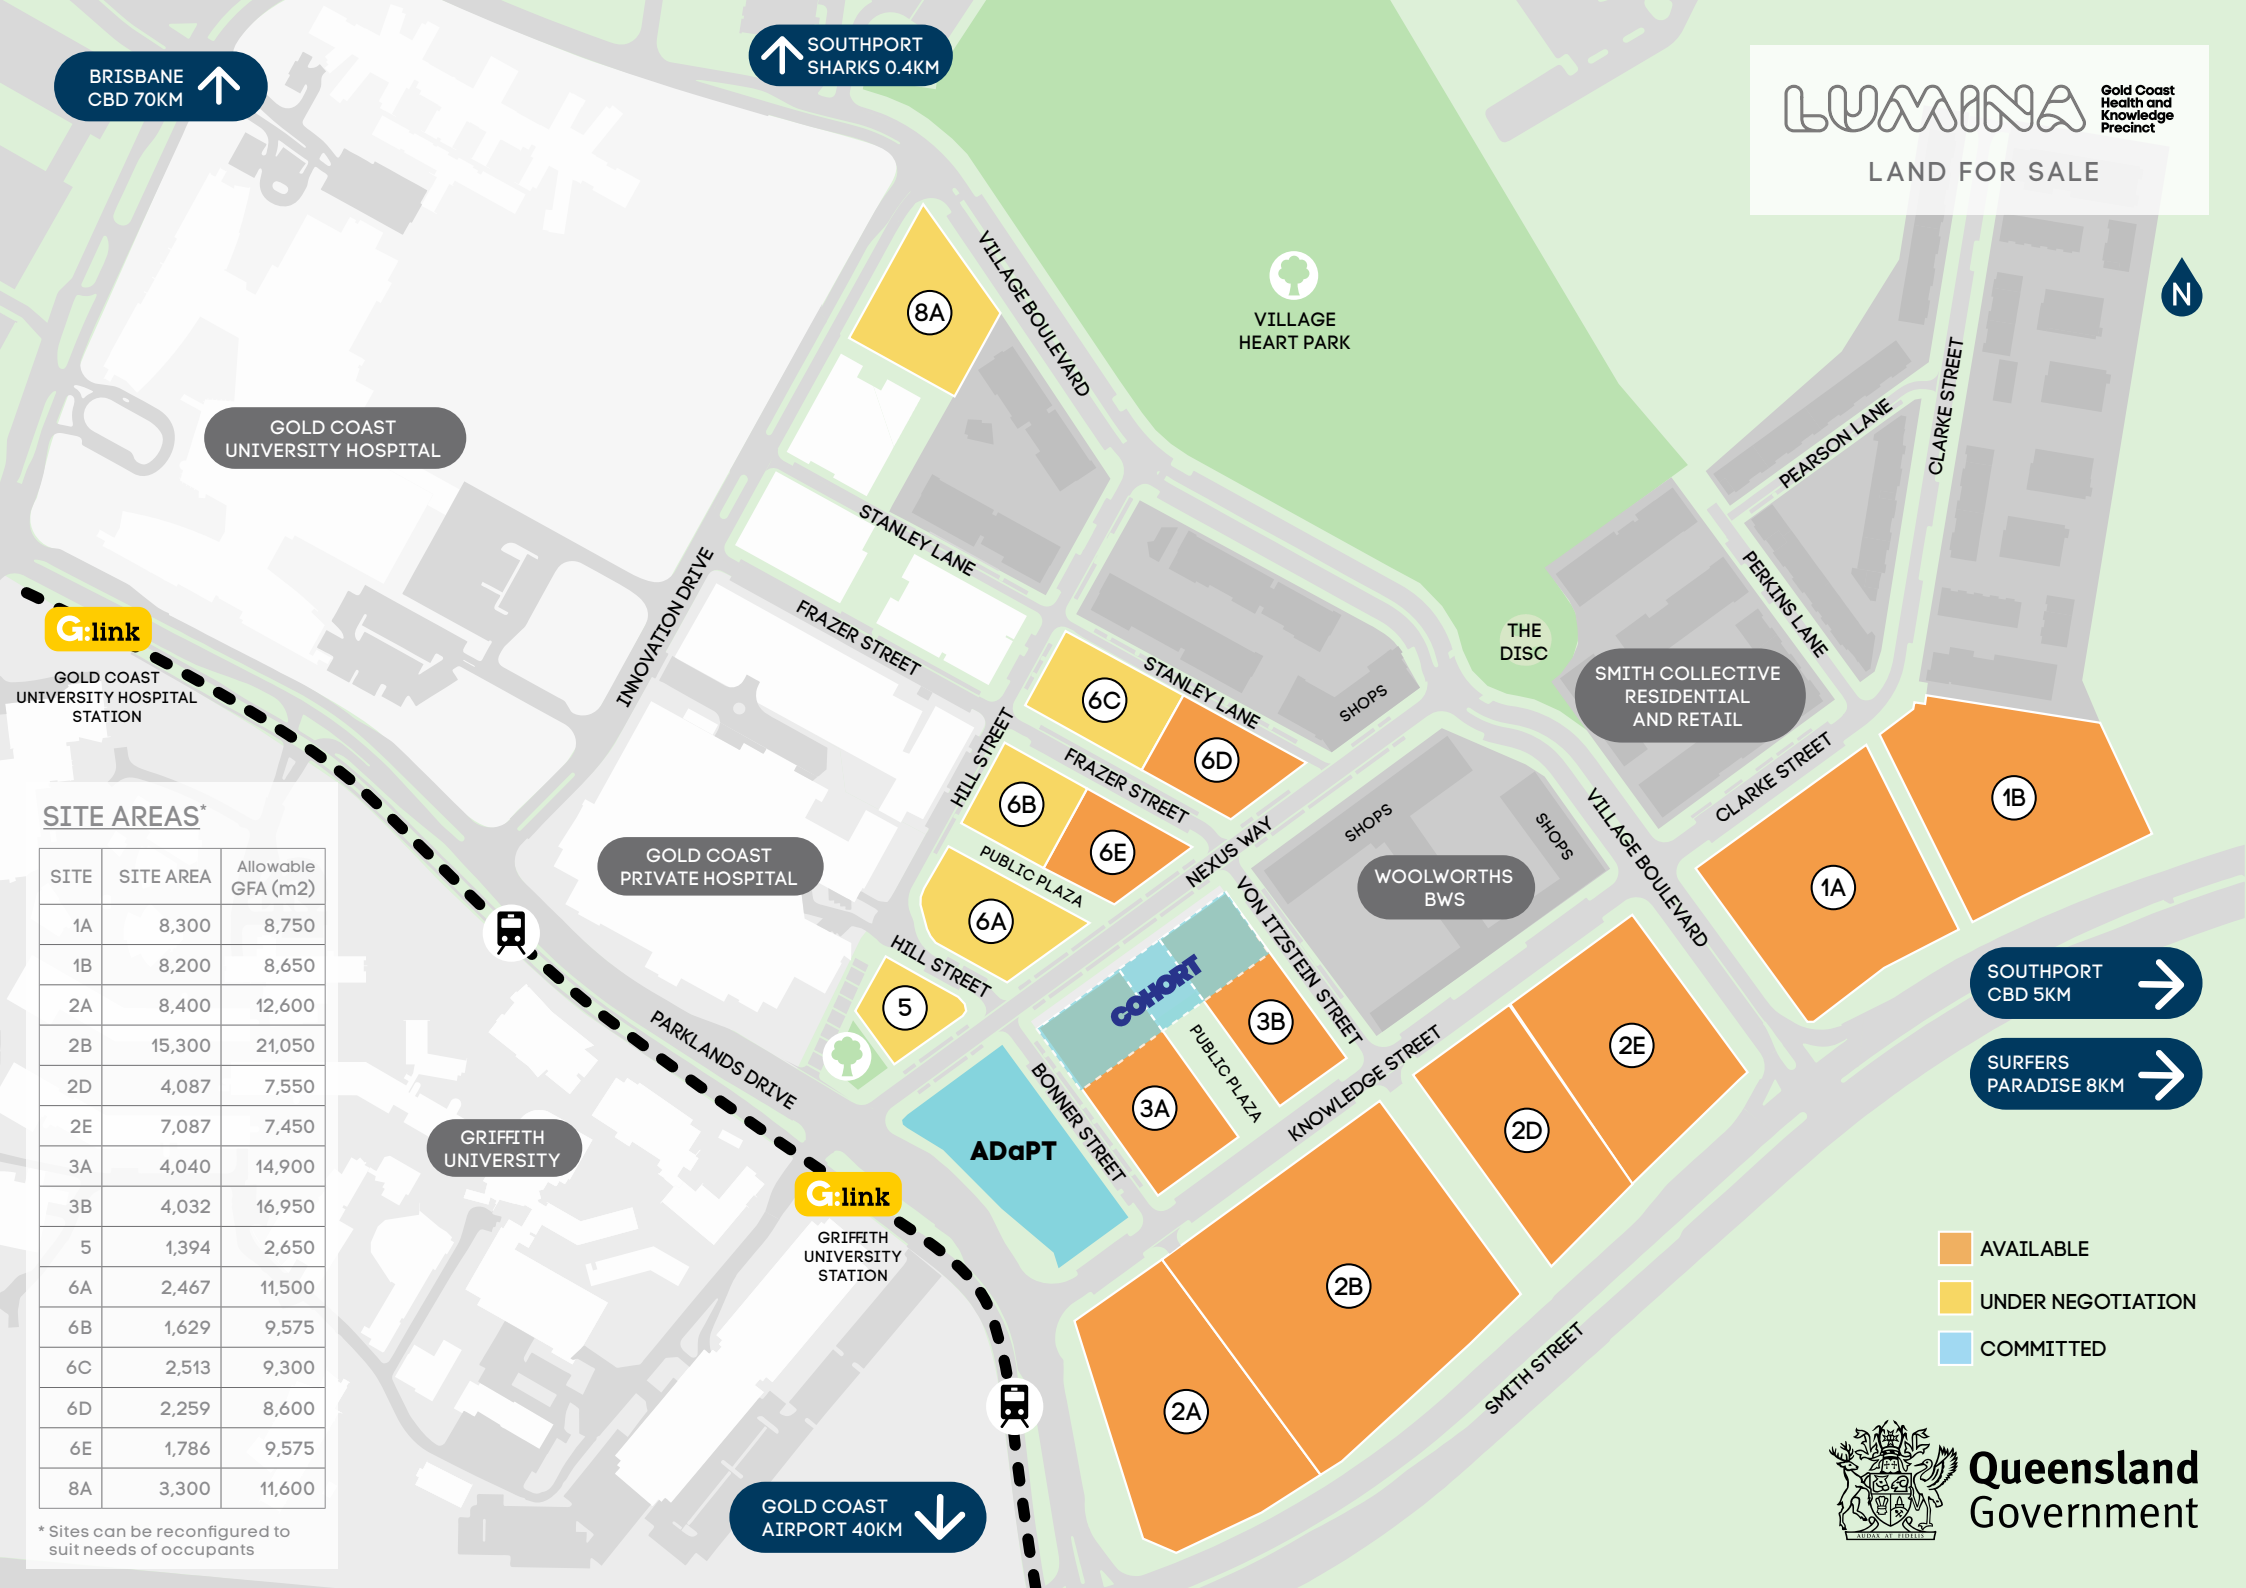 BRISBANE
CBD 70KM
SOUTHPORT
SHARKS 0.4KM
LUMINA
Gold Coast
Health and
Knowledge
Precinct
LAND FOR SALE
N
8A
VILLAGE BOULEVARD
VILLAGE
HEART PARK
GOLD COAST
UNIVERSITY HOSPITAL
STANLEY LANE
FRAZER STREET
INNOVATION DRIVE
CLARKE STREET
PEARSON LANE
PERKINS LANE
THE
DISC
SMITH COLLECTIVE
RESIDENTIAL
AND RETAIL
G:link
GOLD COAST
UNIVERSITY HOSPITAL
STATION
6C
STANLEY LANE
SHOPS
6D
HILL STREET
FRAZER STREET
6B
6E
PUBLIC PLAZA
NEXUS WAY
6A
HILL STREET
5
GOLD COAST
PRIVATE HOSPITAL
SHOPS
SHOPS
WOOLWORTHS
BWS
VILLAGE BOULEVARD
CLARKE STREET
1A
1B
VON ITZSTEIN STREET
COHORT
3B
PUBLIC PLAZA
3A
BONNER STREET
KNOWLEDGE STREET
ADaPT
PARKLANDS DRIVE
2E
2D
2B
2A
SMITH STREET
SOUTHPORT
CBD 5KM
SURFERS
PARADISE 8KM
GRIFFITH
UNIVERSITY
G:link
GRIFFITH
UNIVERSITY
STATION
GOLD COAST
AIRPORT 40KM
SITE AREAS*
SITE SITE AREA Allowable GFA (m2)
1A 8,300 8,750
1B 8,200 8,650
2A 8,400 12,600
2B 15,300 21,050
2D 4,087 7,550
2E 7,087 7,450
3A 4,040 14,900
3B 4,032 16,950
5 1,394 2,650
6A 2,467 11,500
6B 1,629 9,575
6C 2,513 9,300
6D 2,259 8,600
6E 1,786 9,575
8A 3,300 11,600
* Sites can be reconfigured to
suit needs of occupants
AVAILABLE
UNDER NEGOTIATION
COMMITTED
AUDAX AT FIDELIS
Queensland
Government